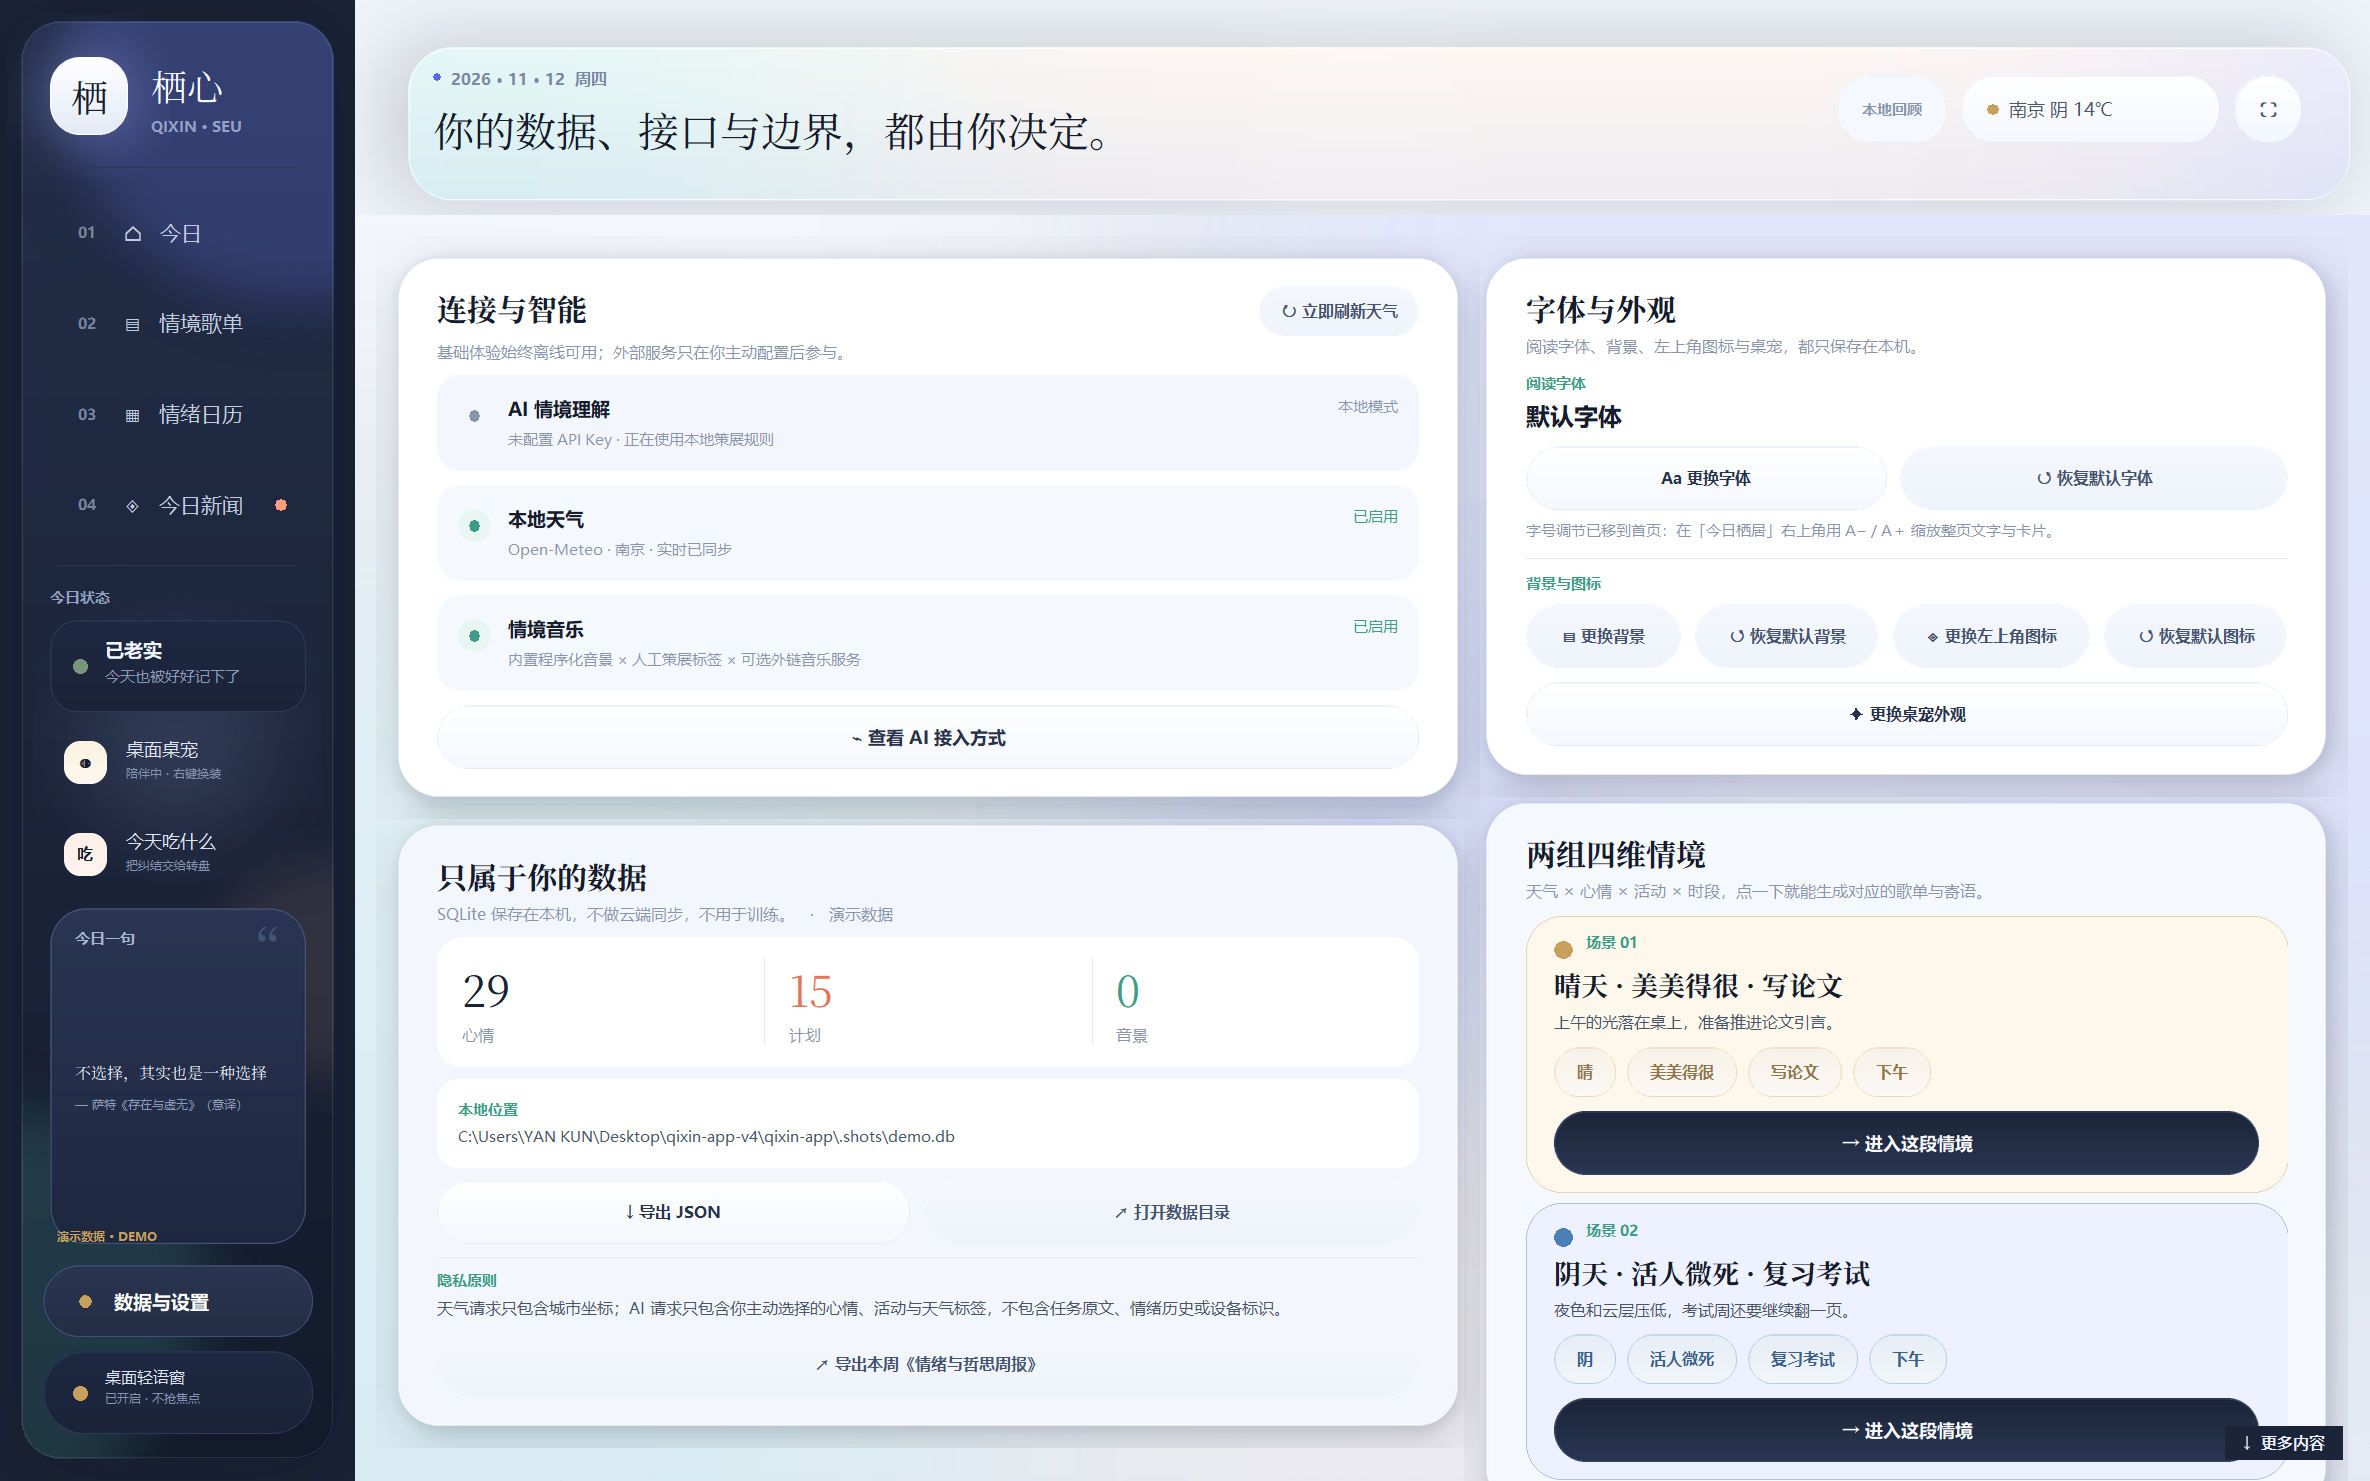 栖
栖心
QIXIN • SEU
01 今日
02 情境歌单
03 情绪日历
04 今日新闻
今日状态
已老实
今天也被好好记下了
桌面桌宠
陪伴中 · 右键换装
吃
今天吃什么
把纠结交给转盘
今日一句
“
不选择，其实也是一种选择
— 萨特《存在与虚无》（意译）
演示数据 • DEMO
数据与设置
桌面轻语窗
已开启 · 不抢焦点
2026 • 11 • 12 周四
你的数据、接口与边界，都由你决定。
本地回顾
南京 阴 14℃
连接与智能
立即刷新天气
基础体验始终离线可用；外部服务只在你主动配置后参与。
AI 情境理解
本地模式
未配置 API Key · 正在使用本地策展规则
本地天气
已启用
Open-Meteo · 南京 · 实时已同步
情境音乐
已启用
内置程序化音景 × 人工策展标签 × 可选外链音乐服务
⌁ 查看 AI 接入方式
只属于你的数据
SQLite 保存在本机，不做云端同步，不用于训练。 · 演示数据
29
心情
15
计划
0
音景
本地位置
C:\Users\YAN KUN\Desktop\qixin-app-v4\qixin-app\.shots\demo.db
↓ 导出 JSON
↗ 打开数据目录
隐私原则
天气请求只包含城市坐标；AI 请求只包含你主动选择的心情、活动与天气标签，不包含任务原文、情绪历史或设备标识。
↗ 导出本周《情绪与哲思周报》
字体与外观
阅读字体、背景、左上角图标与桌宠，都只保存在本机。
阅读字体
默认字体
Aa 更换字体
恢复默认字体
字号调节已移到首页：在「今日栖居」右上角用 A− / A＋ 缩放整页文字与卡片。
背景与图标
更换背景
恢复默认背景
更换左上角图标
恢复默认图标
✦ 更换桌宠外观
两组四维情境
天气 × 心情 × 活动 × 时段，点一下就能生成对应的歌单与寄语。
场景 01
晴天 · 美美得很 · 写论文
上午的光落在桌上，准备推进论文引言。
晴
美美得很
写论文
下午
→ 进入这段情境
场景 02
阴天 · 活人微死 · 复习考试
夜色和云层压低，考试周还要继续翻一页。
阴
活人微死
复习考试
下午
→ 进入这段情境
↓ 更多内容